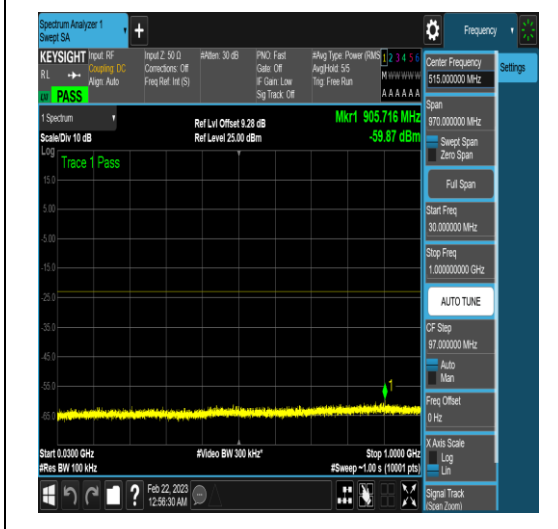 Spectrum Analyzer 1
Swept SA
+
Frequency
KEYSIGHT
RL
PASS
Input: RF
Coupling: DC
Align: Auto
Input Z: 50 Ω
Corrections: Off
Freq Ref: Int (S)
#Atten: 30 dB
PNO: Fast
Gate: Off
IF Gain: Low
Sig Track: Off
#Avg Type: Power (RMS
Avg|Hold: 5/5
Trig: Free Run
1 2 3 4 5 6
M W W W W W
A A A A A A
1 Spectrum
Scale/Div 10 dB
Ref Lvl Offset 9.28 dB
Ref Level 25.00 dBm
Mkr1 905.716 MHz
-59.87 dBm
Log
Trace 1 Pass
15.0
5.00
-5.00
-15.0
-25.0
-35.0
-45.0
-55.0
-65.0
1
Start 0.0300 GHz
#Res BW 100 kHz
#Video BW 300 kHz*
Stop 1.0000 GHz
#Sweep ~1.00 s (10001 pts)
?
Feb 22, 2023
12:56:30 AM
Center Frequency
515.000000 MHz
Span
970.000000 MHz
Swept Span
Zero Span
Full Span
Start Freq
30.000000 MHz
Stop Freq
1.000000000 GHz
AUTO TUNE
CF Step
97.000000 MHz
Auto
Man
Freq Offset
0 Hz
X Axis Scale
Log
Lin
Signal Track
(Span Zoom)
Settings